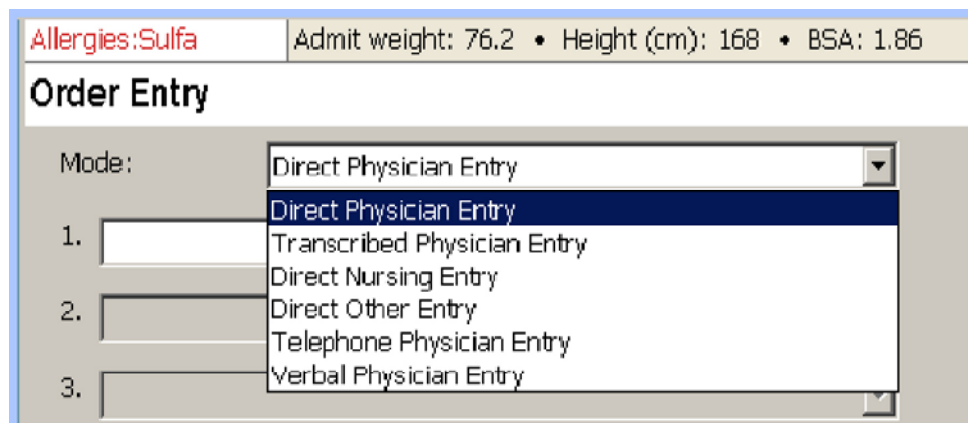 Allergies:Sulfa Admit weight: 76.2 • Height (cm): 168 • BSA: 1.86
Order Entry
Mode: Direct Physician Entry
Direct Physician Entry
1.
Transcribed Physician Entry
Direct Nursing Entry
2.
Direct Other Entry
Telephone Physician Entry
Verbal Physician Entry
3.